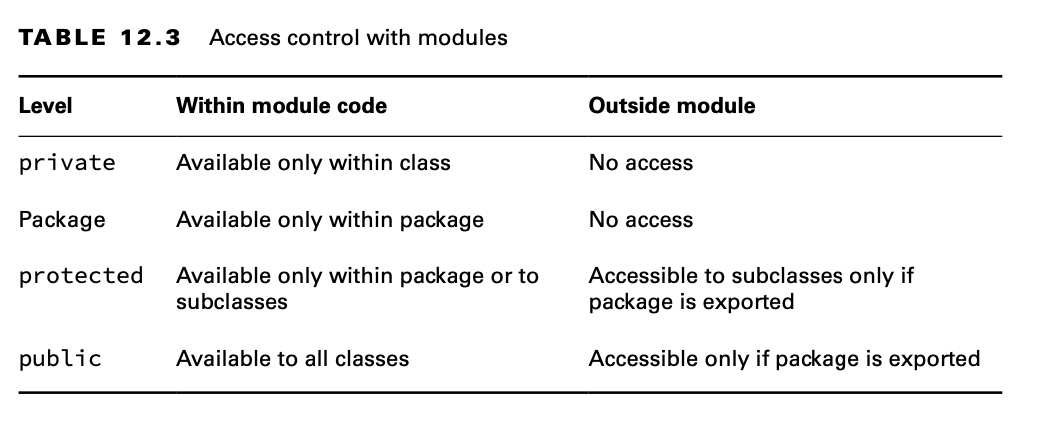 TABLE 12.3 Access control with modules
Level Within module code Outside module
private Available only within class No access
Package Available only within package No access
protected Available only within package or to subclasses Accessible to subclasses only if package is exported
public Available to all classes Accessible only if package is exported